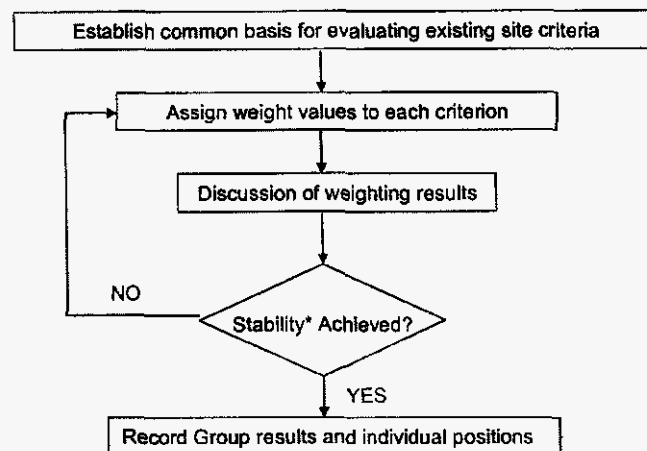 Establish common basis for evaluating existing site criteria
Assign weight values to each criterion
Discussion of weighting results
NO
Stability* Achieved?
YES
Record Group results and individual positions